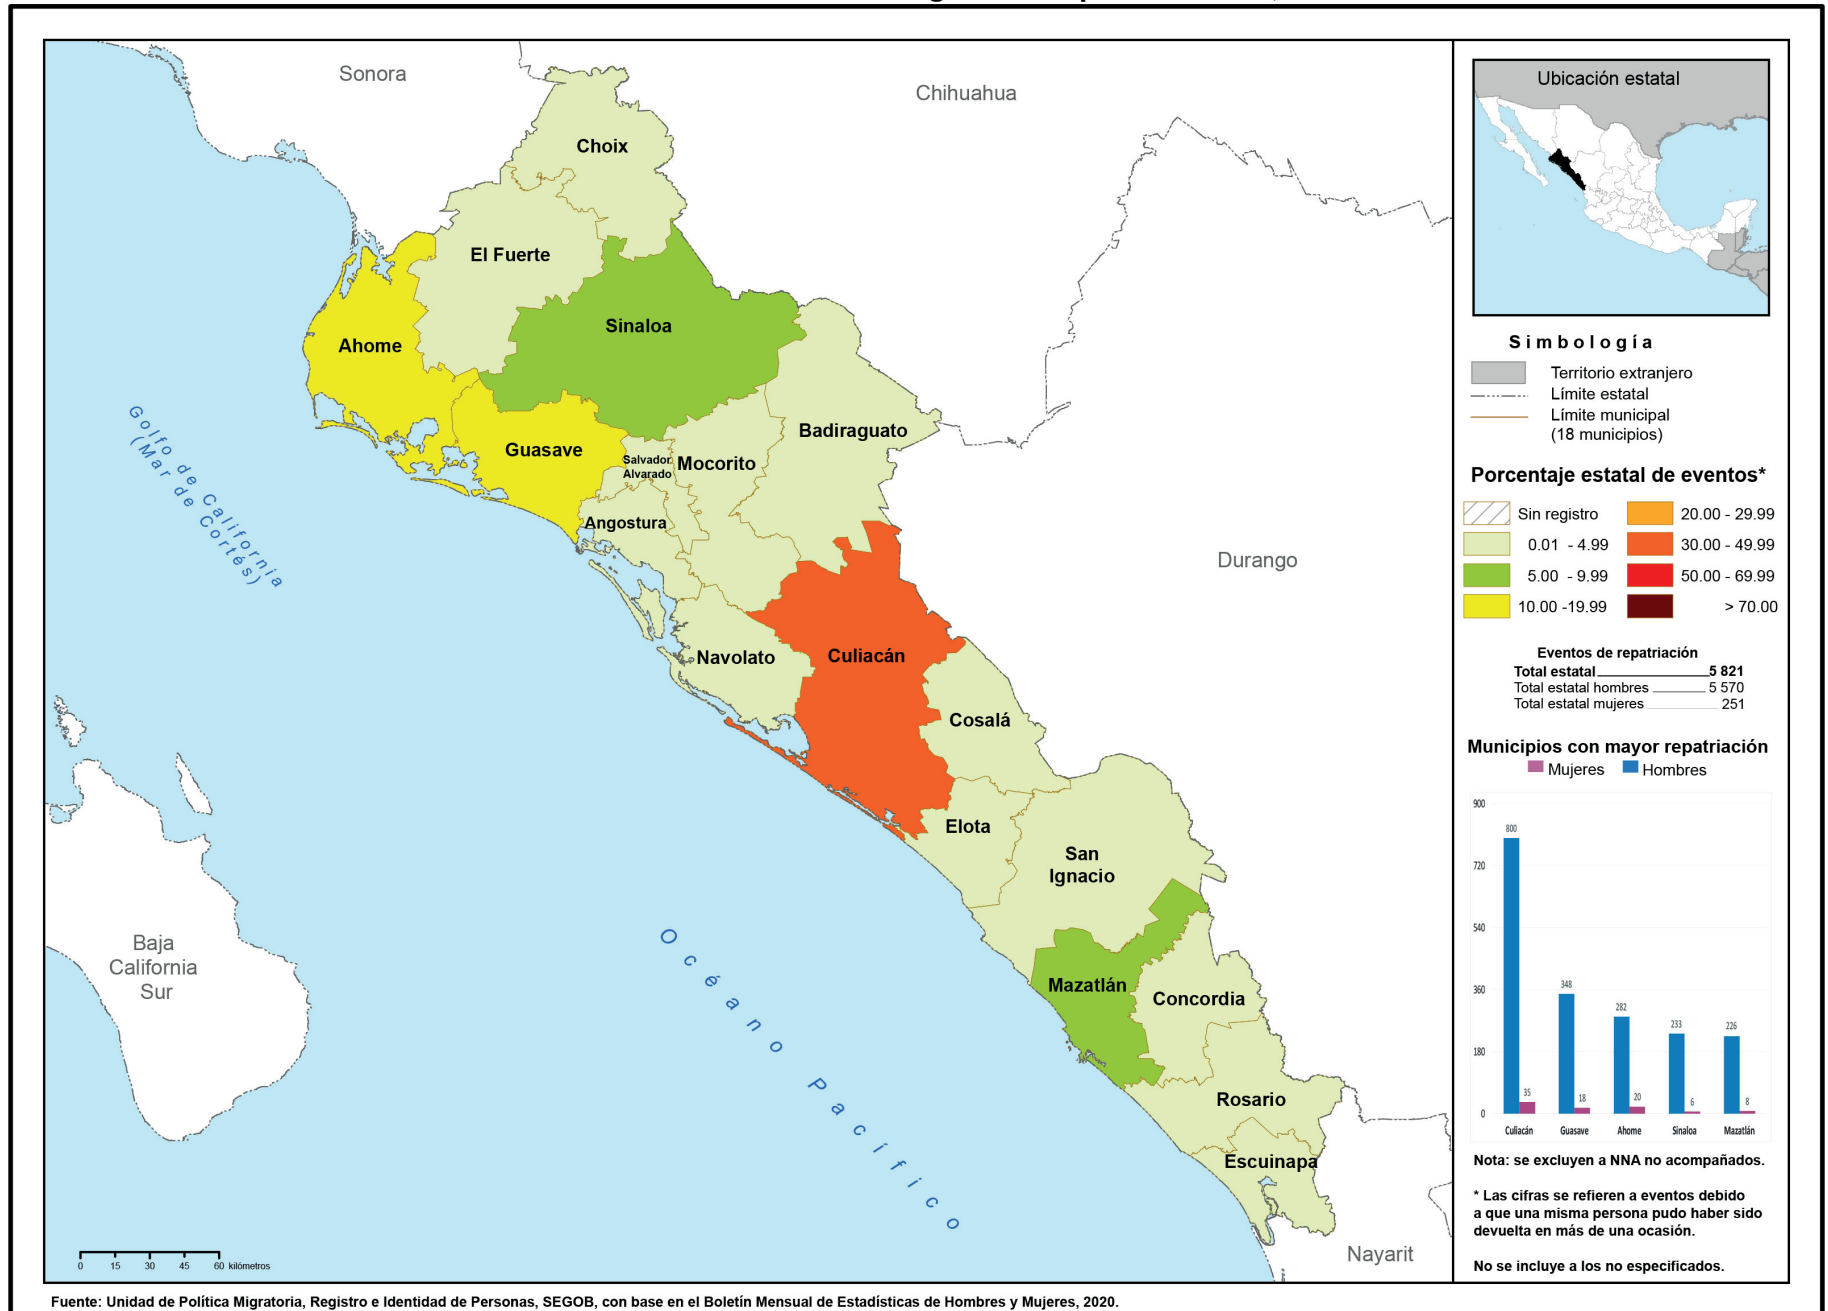 Sonora
Chihuahua
Choix
El Fuerte
Sinaloa
Ahome
Guasave
Badiraguato
Salvador
Alvarado
Mocorito
Angostura
Durango
Golfo de California
(Mar de Cortés)
Navolato
Culiacán
Cosalá
Elota
San
Ignacio
Baja
California
Sur
Océano Pacífico
Mazatlán
Concordia
Rosario
Escuinapa
Nayarit
0 15 30 45 60 kilómetros
Ubicación estatal
Simbología
Territorio extranjero
Límite estatal
Límite municipal
(18 municipios)
Porcentaje estatal de eventos*
Sin registro
0.01 - 4.99
5.00 - 9.99
10.00 -19.99
20.00 - 29.99
30.00 - 49.99
50.00 - 69.99
> 70.00
Eventos de repatriación
Total estatal 5 821
Total estatal hombres 5 570
Total estatal mujeres 251
Municipios con mayor repatriación
Mujeres Hombres
900
720
540
360
180
0
800
35
348
18
282
20
233
6
226
8
Culiacán Guasave Ahome Sinaloa Mazatlán
Nota: se excluyen a NNA no acompañados.
* Las cifras se refieren a eventos debido
a que una misma persona pudo haber sido
devuelta en más de una ocasión.
No se incluye a los no especificados.
Fuente: Unidad de Política Migratoria, Registro e Identidad de Personas, SEGOB, con base en el Boletín Mensual de Estadísticas de Hombres y Mujeres, 2020.